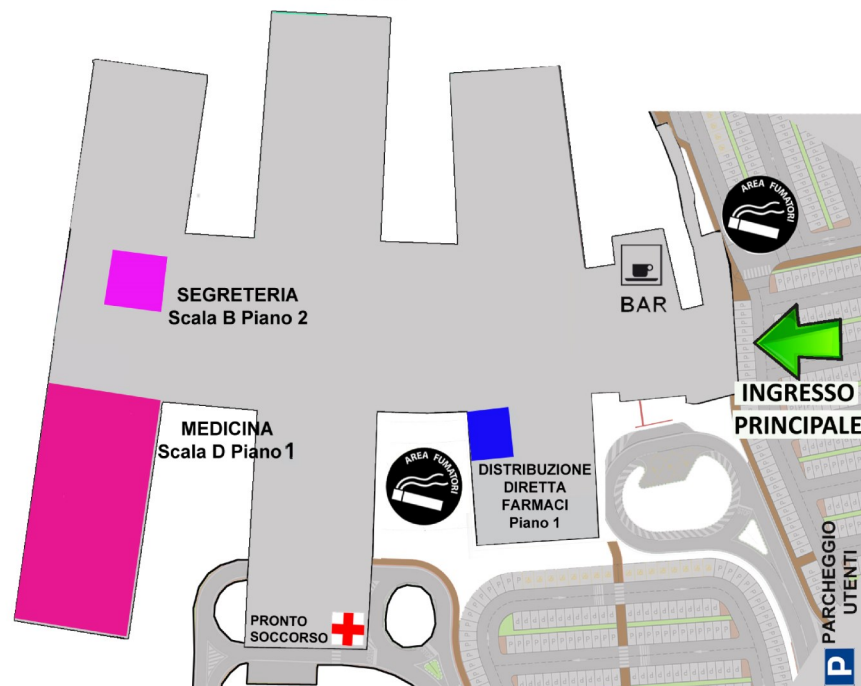 AREA FUMATORI
SEGRETERIA
Scala B Piano 2
BAR
INGRESSO
PRINCIPALE
MEDICINA
Scala D Piano 1
AREA FUMATORI
DISTRIBUZIONE
DIRETTA
FARMACI
Piano 1
PRONTO
SOCCORSO
P PARCHEGGIO
UTENTI